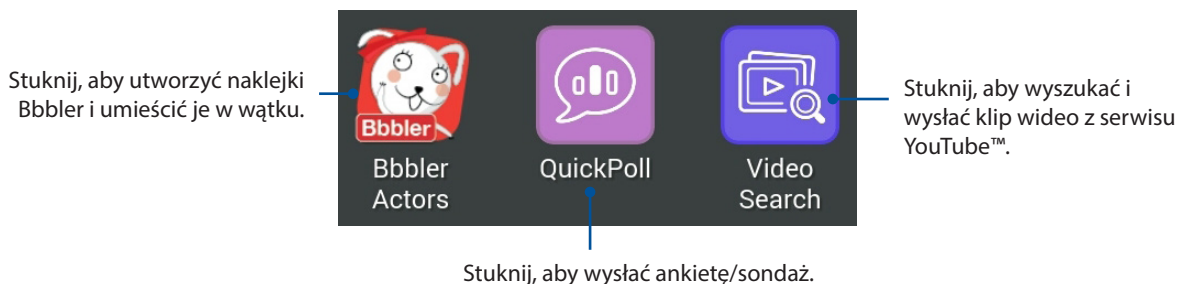 Stuknij, aby utworzyć naklejki
Bbbler i umieścić je w wątku.
Bbbler
Bbbler
Actors
QuickPoll
Video
Search
Stuknij, aby wyszukać i
wysłać klip wideo z serwisu
YouTube™.
Stuknij, aby wysłać ankietę/sondaż.